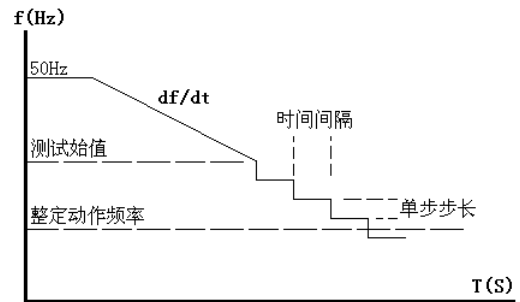 f(Hz)
50Hz
df/dt
时间间隔
测试始值
单步步长
整定动作频率
T(S)